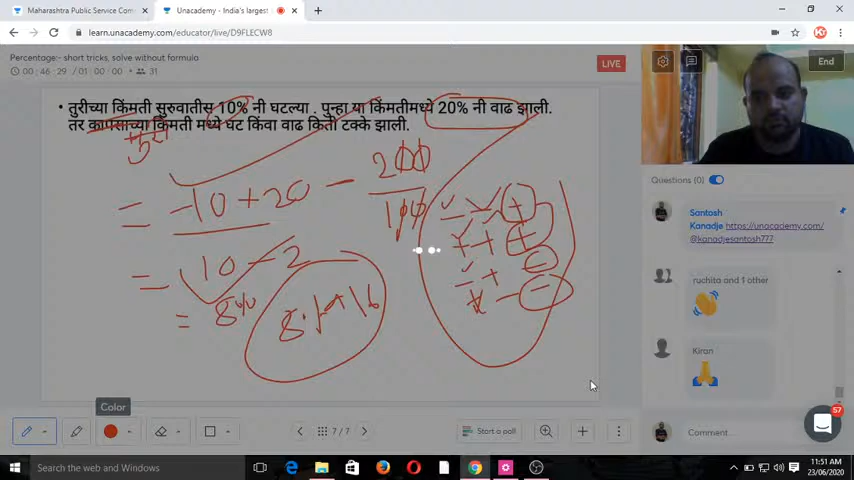 Maharashtra Public Service Com
Unacademy - India's largest
learn.unacademy.com/educator/live/D9FLECW8
Percentage:- short tricks, solve without formula
00:46:29 / 01:00:00 • 31
LIVE
End
• तुरीच्या किंमती सुरुवातीस 10% नी घटल्या . पुन्हा या किंमतीमध्ये 20% नी वाढ झाली.
तर कापसाच्या किंमती मध्ये घट किंवा वाढ किती टक्के झाली.
= -10 + 20 - 200
100
= 10 - 2
= 8%
- - +
+ + +
- + -
+ - -
Questions (0)
Santosh
Kanadje https://unacademy.com/
@kanadjesantosh777
ruchita and 1 other
Kiran
Color
7 / 7
Start a poll
Comment...
57
Search the web and Windows
11:51 AM
23/06/2020